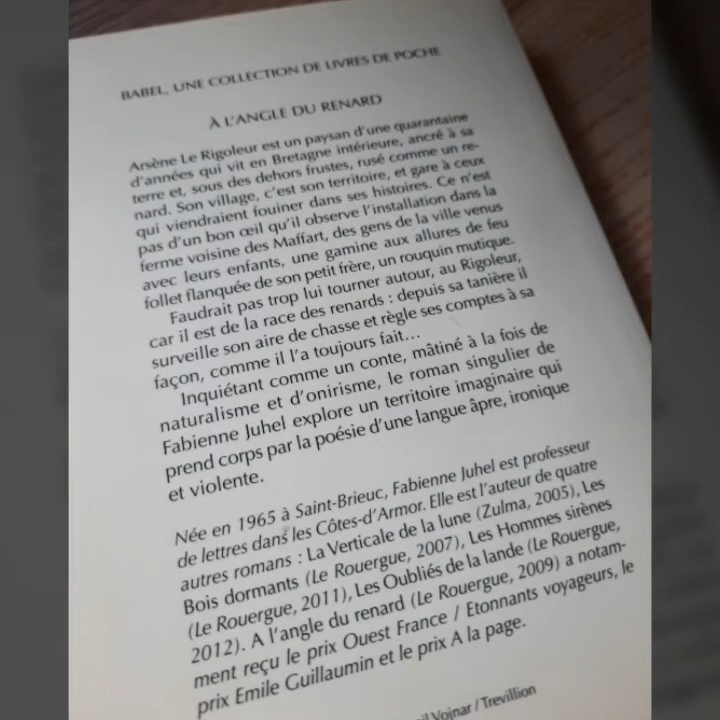 BABEL, UNE COLLECTION DE LIVRES DE POCHE
À L'ANGLE DU RENARD
Arsène Le Rigoleur est un paysan d'une quarantaine
d'années qui vit en Bretagne intérieure, ancré à sa
terre et, sous des dehors frustes, rusé comme un re-
nard. Son village, c'est son territoire, et gare à ceux
qui viendraient fouiner dans ses histoires. Ce n'est
pas d'un bon œil qu'il observe l'installation dans la
ferme voisine des Maffart, des gens de la ville venus
avec leurs enfants, une gamine aux allures de feu
follet flanquée de son petit frère, un rouquin mutique.
Faudrait pas trop lui tourner autour, au Rigoleur,
car il est de la race des renards : depuis sa tanière il
surveille son aire de chasse et règle ses comptes à sa
façon, comme il l'a toujours fait...
Inquiétant comme un conte, mâtiné à la fois de
naturalisme et d'onirisme, le roman singulier de
Fabienne Juhel explore un territoire imaginaire qui
prend corps par la poésie d'une langue âpre, ironique
et violente.
Née en 1965 à Saint-Brieuc, Fabienne Juhel est professeur
de lettres dans les Côtes-d'Armor. Elle est l'auteur de quatre
autres romans : La Verticale de la lune (Zulma, 2005), Les
Bois dormants (Le Rouergue, 2007), Les Hommes sirènes
(Le Rouergue, 2011), Les Oubliés de la lande (Le Rouergue,
2012). A l'angle du renard (Le Rouergue, 2009) a notam-
ment reçu le prix Ouest France / Etonnants voyageurs, le
prix Emile Guillaumin et le prix A la page.
Vojnar / Trevillion